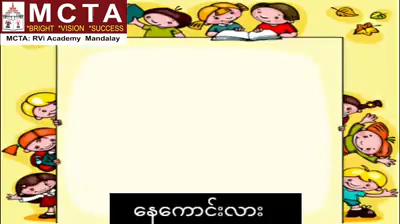 MCTA
*BRIGHT *VISION *SUCCESS
MCTA: RVi Academy Mandalay
နေကောင်းလား